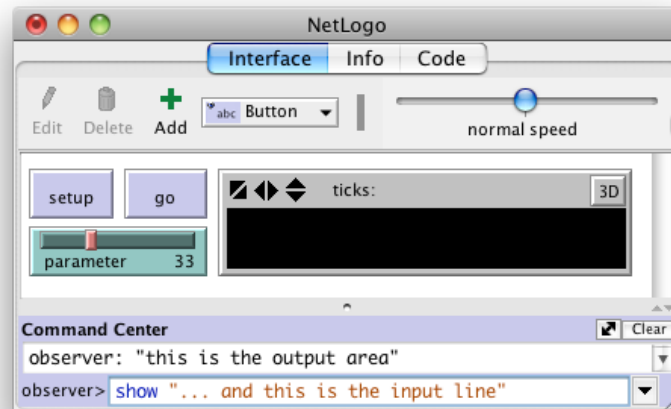 NetLogo
Interface Info Code
Edit Delete Add abc Button normal speed
setup go ticks: 3D
parameter 33
Command Center Clear
observer: "this is the output area"
observer> show "... and this is the input line"